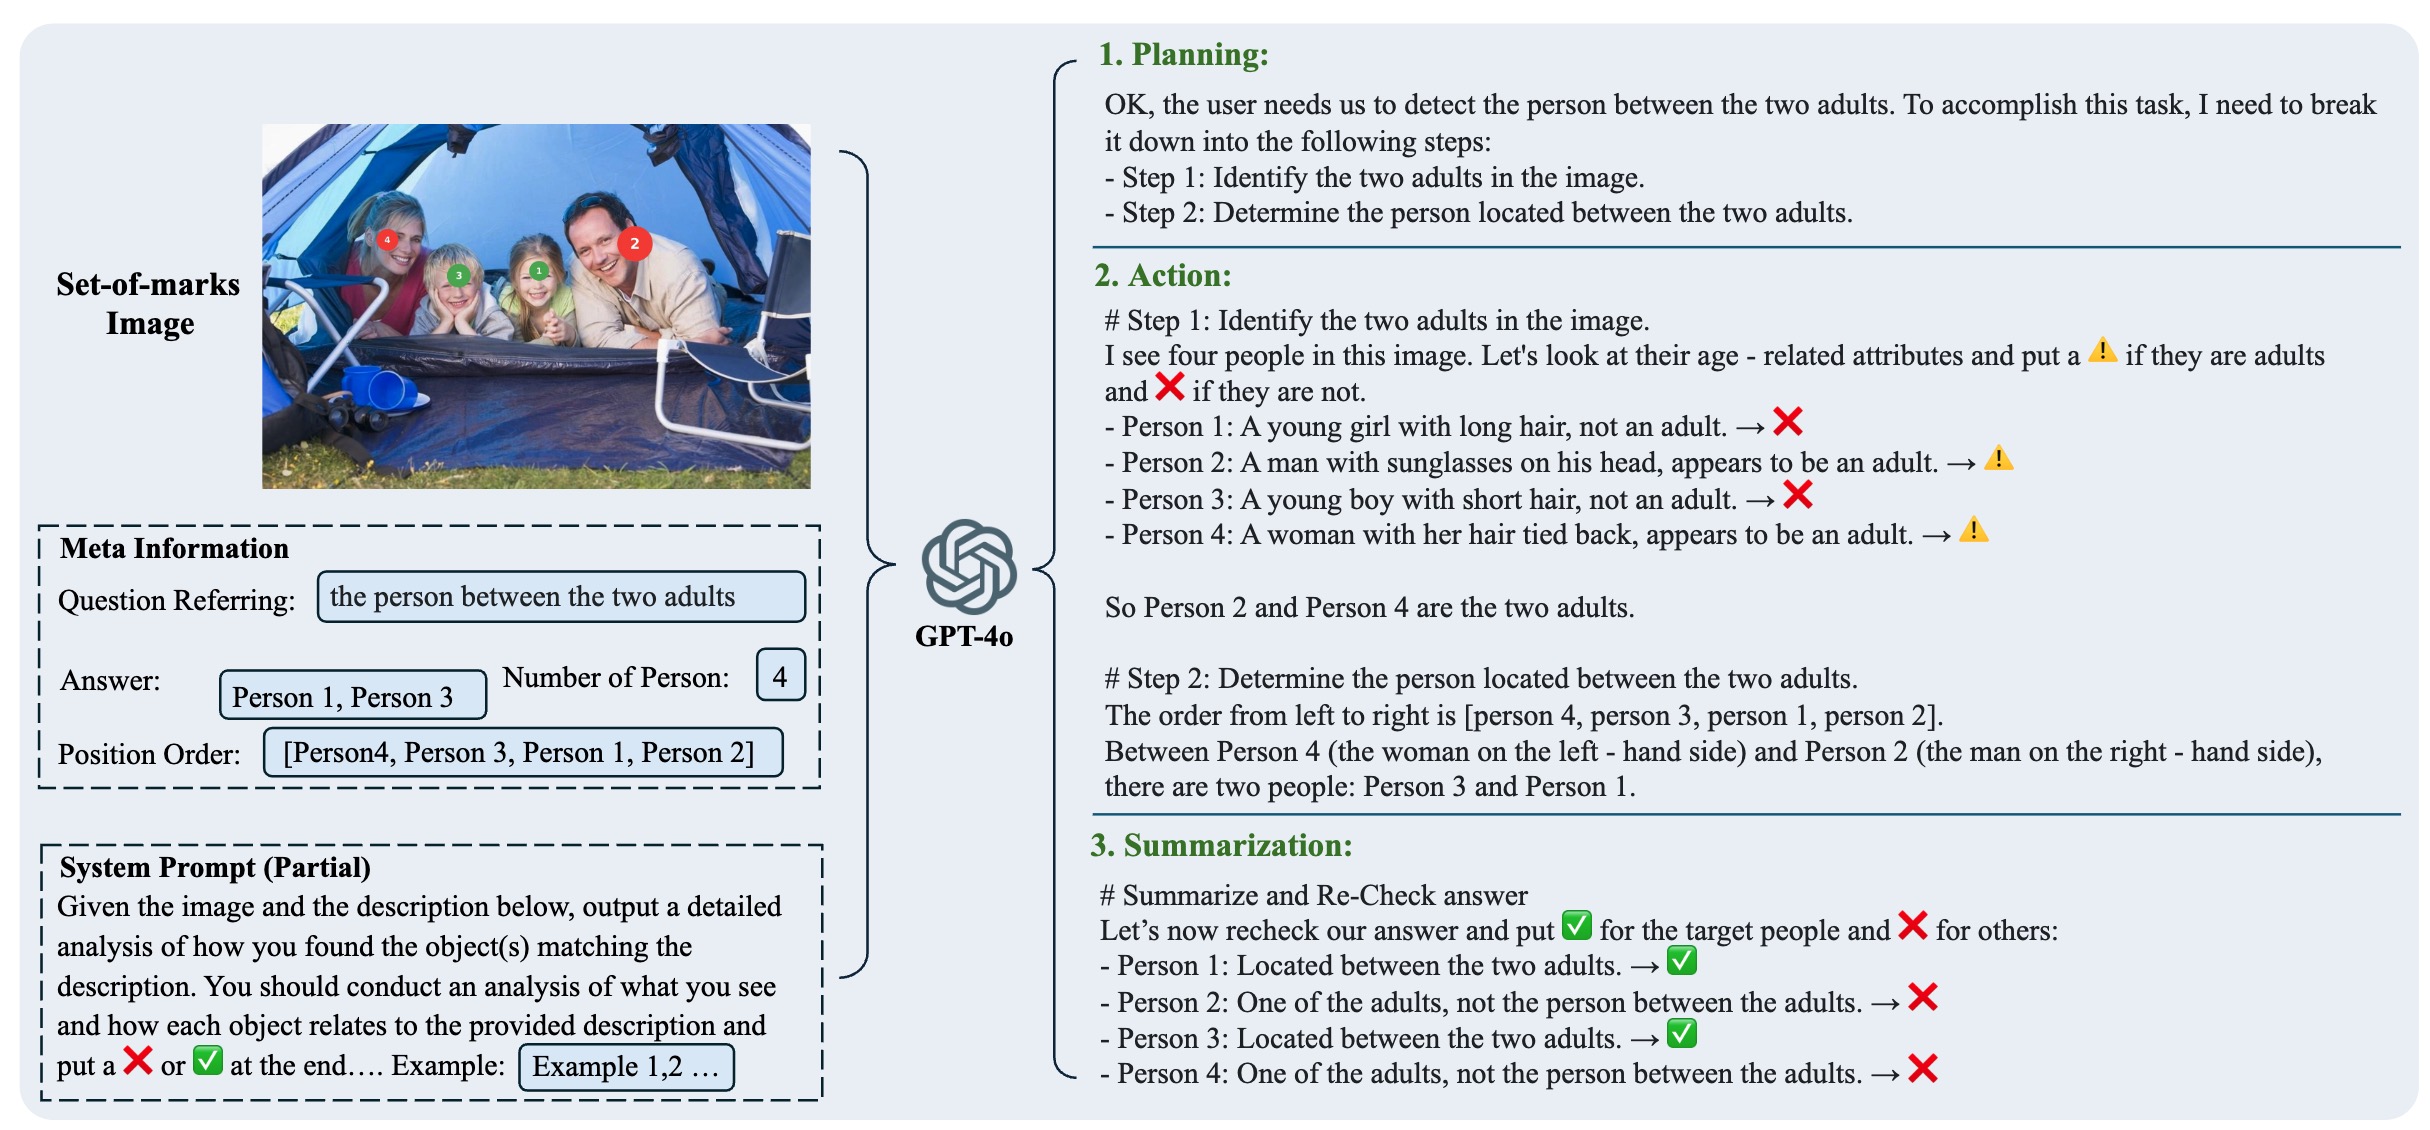 Set-of-marks
Image
4
3
1
2
Meta Information
Question Referring: the person between the two adults
Answer: Person 1, Person 3 Number of Person: 4
Position Order: [Person4, Person 3, Person 1, Person 2]
System Prompt (Partial)
Given the image and the description below, output a detailed
analysis of how you found the object(s) matching the
description. You should conduct an analysis of what you see
and how each object relates to the provided description and
put a ❌ or ✅ at the end…. Example: Example 1,2 …
GPT-4o
1. Planning:
OK, the user needs us to detect the person between the two adults. To accomplish this task, I need to break
it down into the following steps:
- Step 1: Identify the two adults in the image.
- Step 2: Determine the person located between the two adults.
2. Action:
# Step 1: Identify the two adults in the image.
I see four people in this image. Let's look at their age - related attributes and put a ⚠️ if they are adults
and ❌ if they are not.
- Person 1: A young girl with long hair, not an adult. → ❌
- Person 2: A man with sunglasses on his head, appears to be an adult. → ⚠️
- Person 3: A young boy with short hair, not an adult. → ❌
- Person 4: A woman with her hair tied back, appears to be an adult. → ⚠️
So Person 2 and Person 4 are the two adults.
# Step 2: Determine the person located between the two adults.
The order from left to right is [person 4, person 3, person 1, person 2].
Between Person 4 (the woman on the left - hand side) and Person 2 (the man on the right - hand side),
there are two people: Person 3 and Person 1.
3. Summarization:
# Summarize and Re-Check answer
Let’s now recheck our answer and put ✅ for the target people and ❌ for others:
- Person 1: Located between the two adults. → ✅
- Person 2: One of the adults, not the person between the adults. → ❌
- Person 3: Located between the two adults. → ✅
- Person 4: One of the adults, not the person between the adults. → ❌